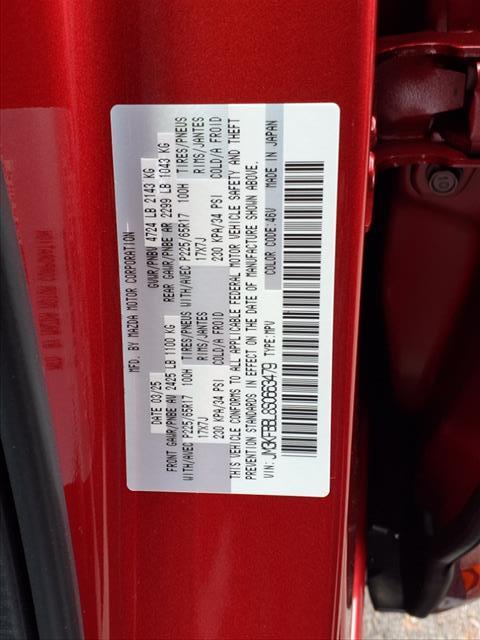 MFD. BY MAZDA MOTOR CORPORATION
DATE 03/25 GVWR/PNBV 4724 LB 2143 KG
FRONT GAWR/PNBE AV 2425 LB 1100 KG REAR GAWR/PNBE AR 2299 LB 1043 KG
WITH/AVEC P225/65R17 100H TIRES/PNEUS WITH/AVEC P225/65R17 100H TIRES/PNEUS
17X7J RIMS/JANTES 17X7J RIMS/JANTES
230 KPA/34 PSI COLD/A FROID 230 KPA/34 PSI COLD/A FROID
THIS VEHICLE CONFORMS TO ALL APPLICABLE FEDERAL MOTOR VEHICLE SAFETY AND THEFT
PREVENTION STANDARDS IN EFFECT ON THE DATE OF MANUFACTURE SHOWN ABOVE.
VIN: JM3KFBBL8S0663479 TYPE: MPV COLOR CODE: 46V MADE IN JAPAN